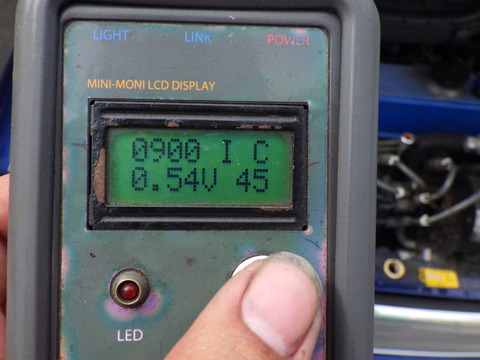 LIGHT LINK POWER
MINI-MONI LCD DISPLAY
0900 I C
0.54V 45
LED